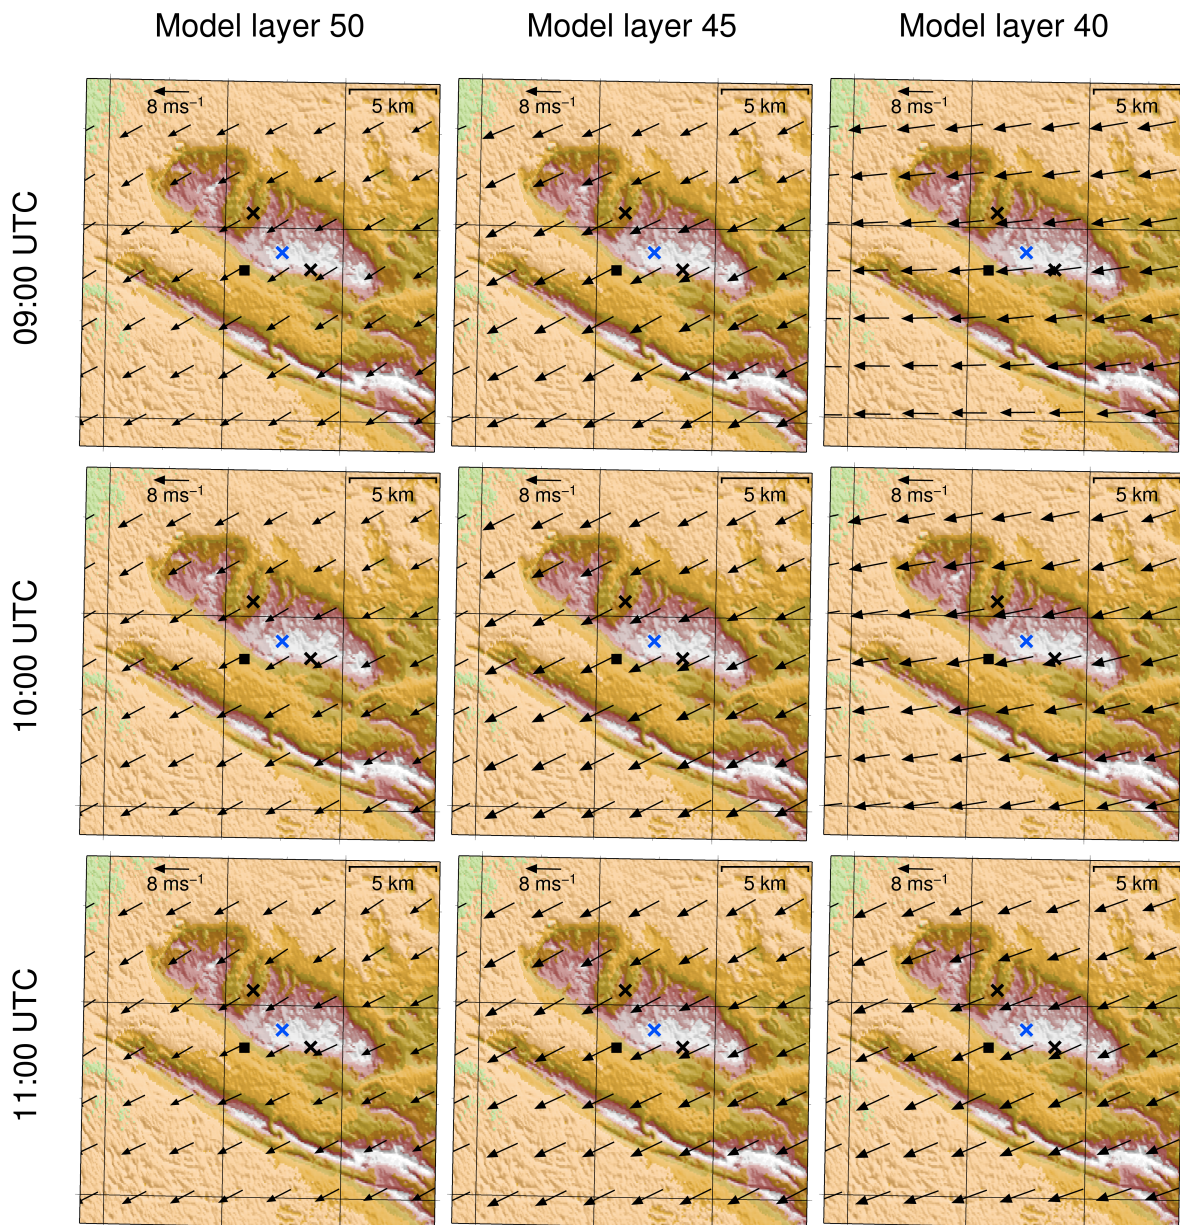 Model layer 50 Model layer 45 Model layer 40
09:00 UTC
8 ms⁻¹ 5 km 8 ms⁻¹ 5 km 8 ms⁻¹ 5 km
10:00 UTC
8 ms⁻¹ 5 km 8 ms⁻¹ 5 km 8 ms⁻¹ 5 km
11:00 UTC
8 ms⁻¹ 5 km 8 ms⁻¹ 5 km 8 ms⁻¹ 5 km